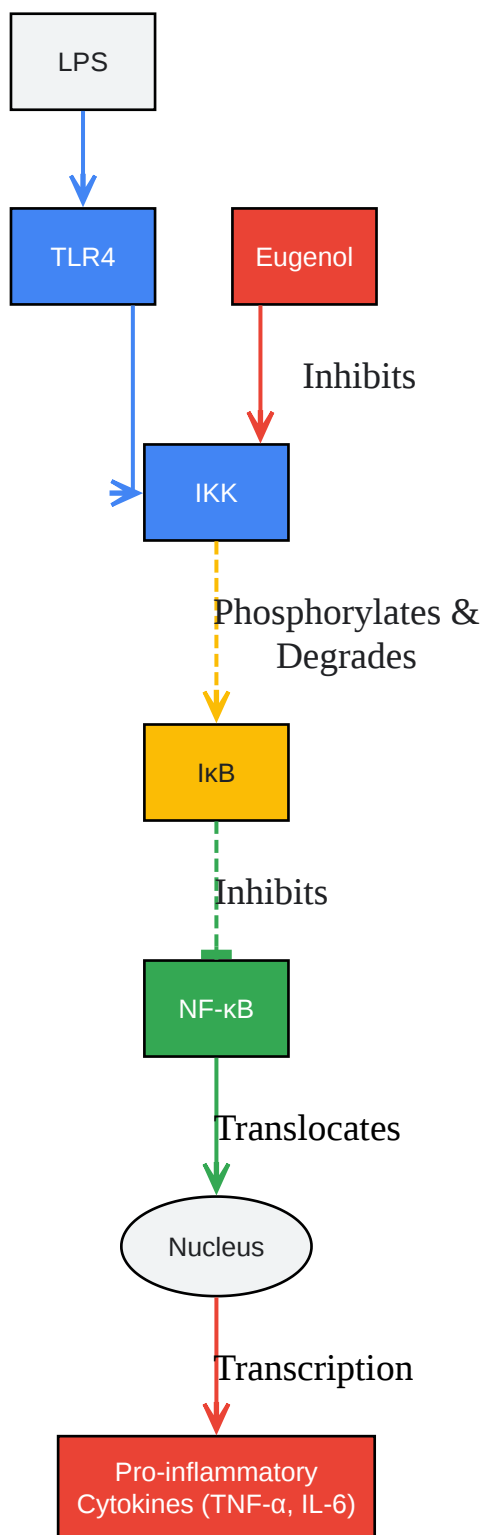 LPS
TLR4
Eugenol
Inhibits
IKK
Phosphorylates &
Degrades
IκB
Inhibits
NF-κB
Translocates
Nucleus
Transcription
Pro-inflammatory
Cytokines (TNF-α, IL-6)